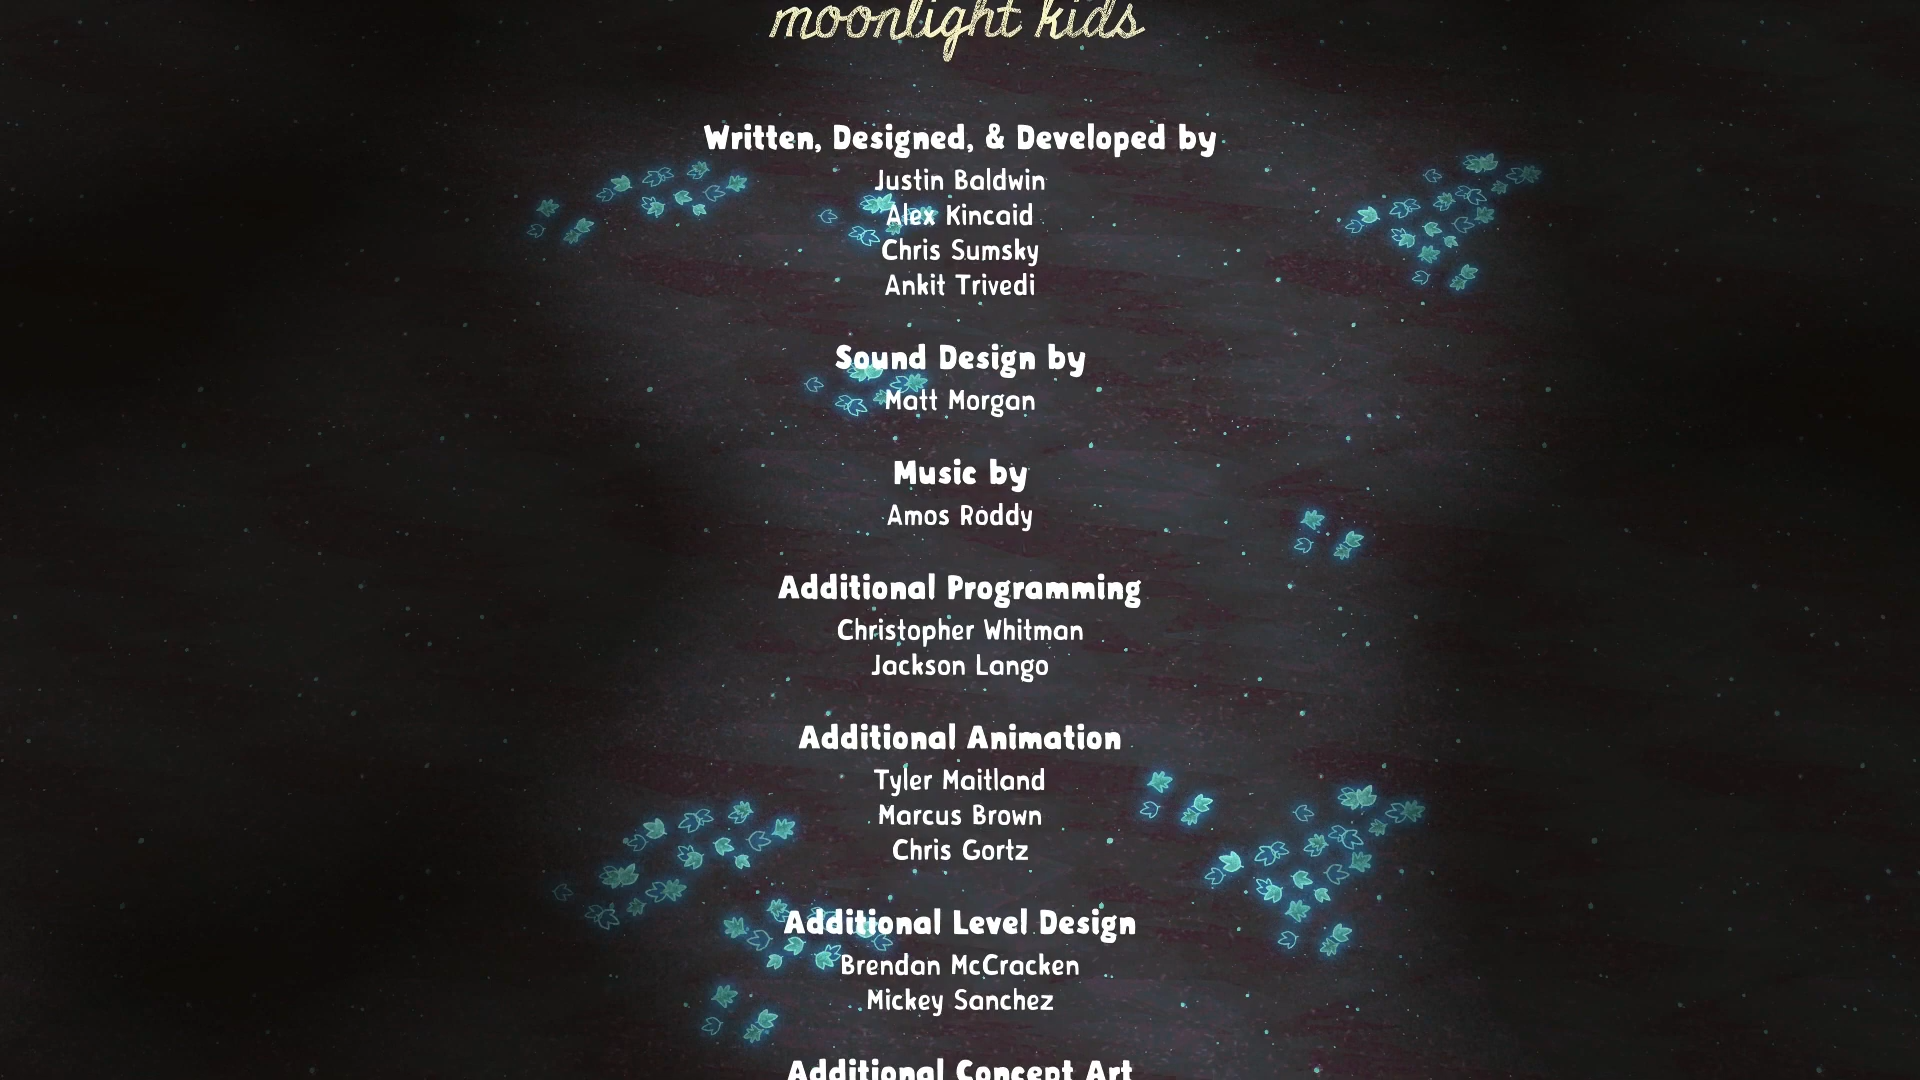 moonlight kids
Written, Designed, & Developed by
Justin Baldwin
Alex Kincaid
Chris Sumsky
Ankit Trivedi
Sound Design by
Matt Morgan
Music by
Amos Roddy
Additional Programming
Christopher Whitman
Jackson Lango
Additional Animation
Tyler Maitland
Marcus Brown
Chris Gortz
Additional Level Design
Brendan McCracken
Mickey Sanchez
Additional Concept Art